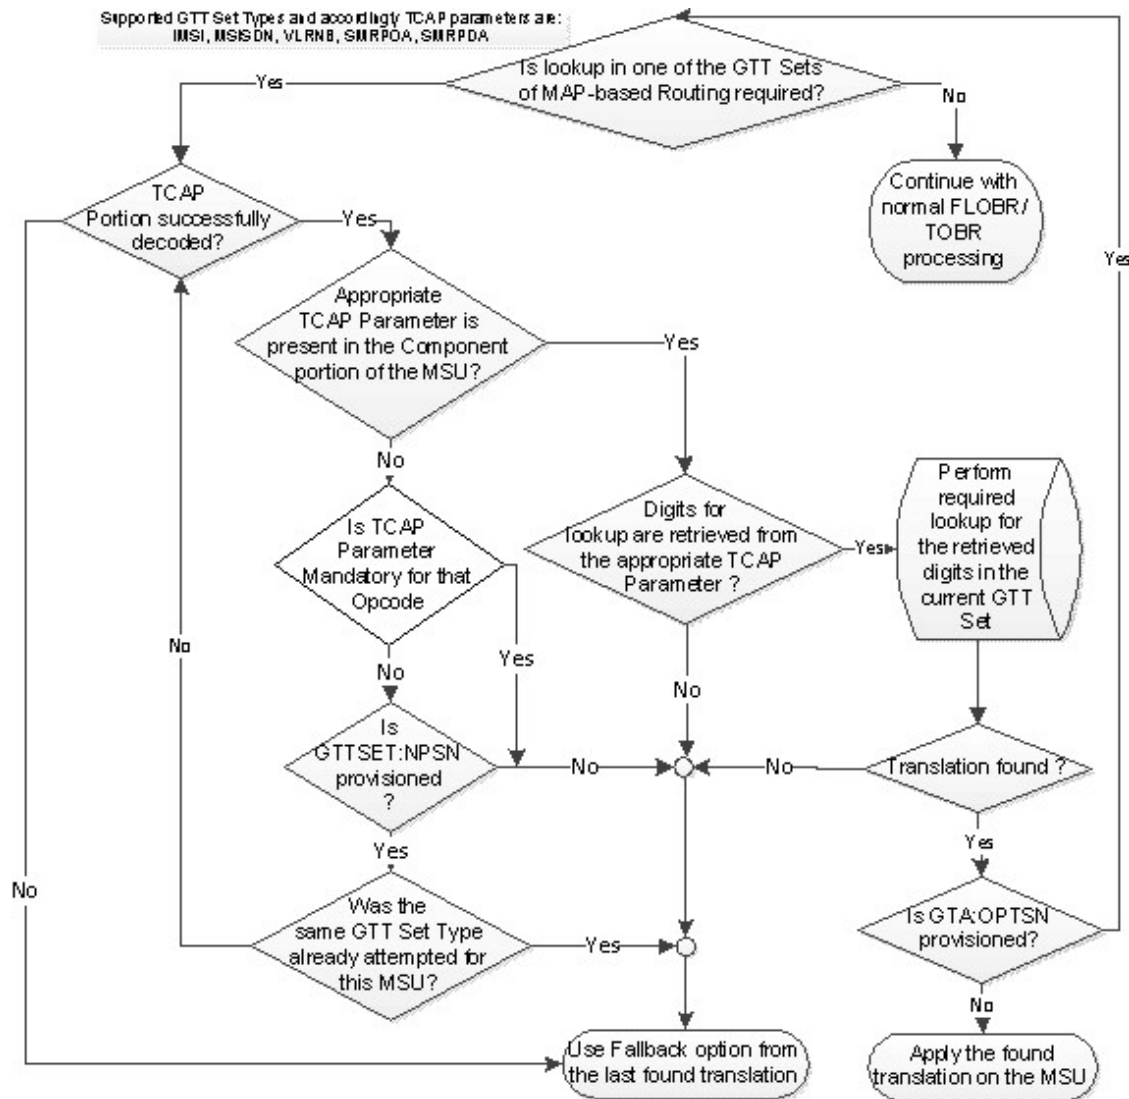 Supported GTT Set Types and accordingly TCAP parameters are:
IMSI, MSISDN, VLRNB, SMRPOA, SMRPDA
Is lookup in one of the GTT Sets
of MAP-based Routing required?
Yes
No
TCAP
Portion successfully
decoded?
Yes
Continue with
normal FLOBR/
TOBR
processing
Yes
Appropriate
TCAP Parameter is
present in the Component
portion of the MSU?
Yes
No
Is TCAP
Parameter
Mandatory for that
Opcode
Digits for
lookup are retrieved from
the appropriate TCAP
Parameter ?
Yes
Perform
required
lookup for
the retrieved
digits in the
current GTT
Set
No
No
Yes
No
Is
GTTSET:NPSN
provisioned
?
No
No
Translation found ?
Yes
Yes
No
Was the
same GTT Set Type
already attempted for
this MSU?
Yes
Is GTA:OPTSN
provisioned?
No
Use Fallback option from
the last found translation
Apply the found
translation on the MSU